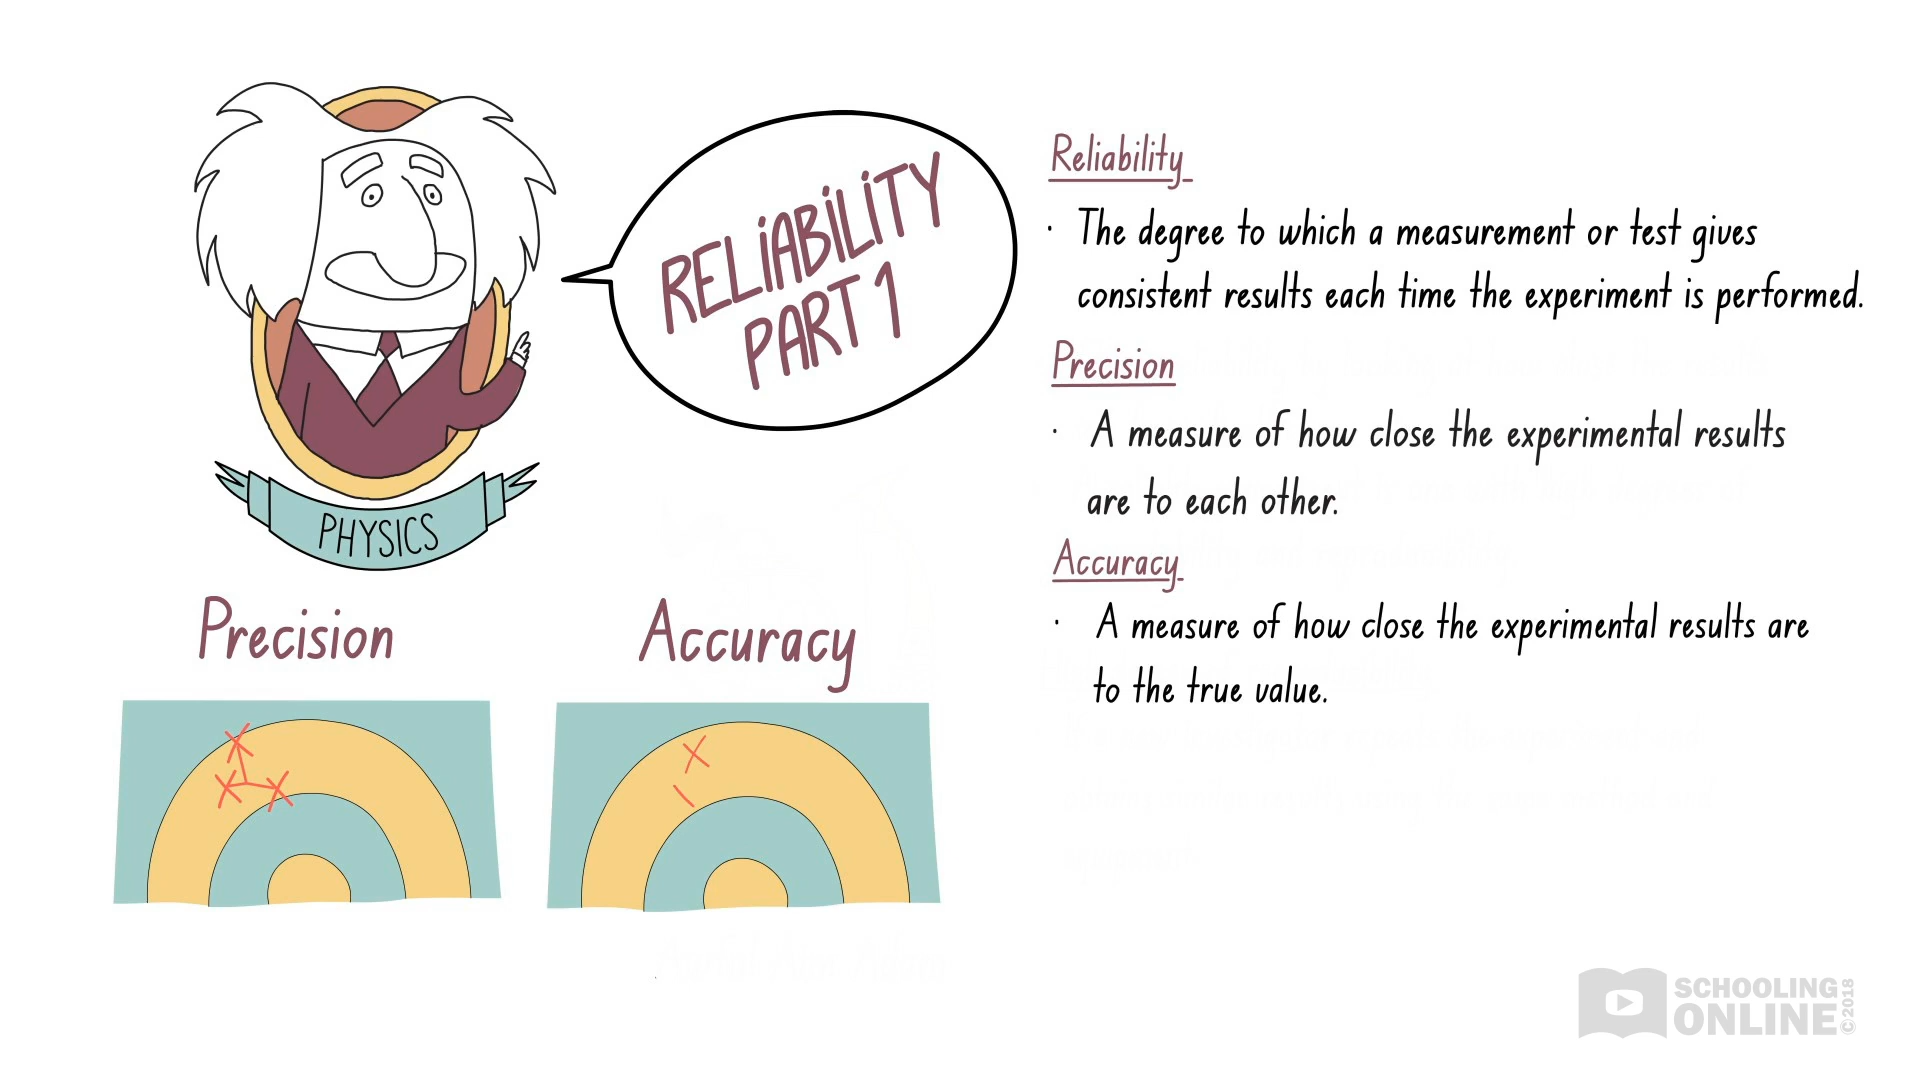 RELIABILITY
PART 1
PHYSICS
Precision
Accuracy
Reliability
· The degree to which a measurement or test gives
consistent results each time the experiment is performed.
Precision
· A measure of how close the experimental results
are to each other.
Accuracy
· A measure of how close the experimental results are
to the true value.
SCHOOLING
ONLINE
©2018